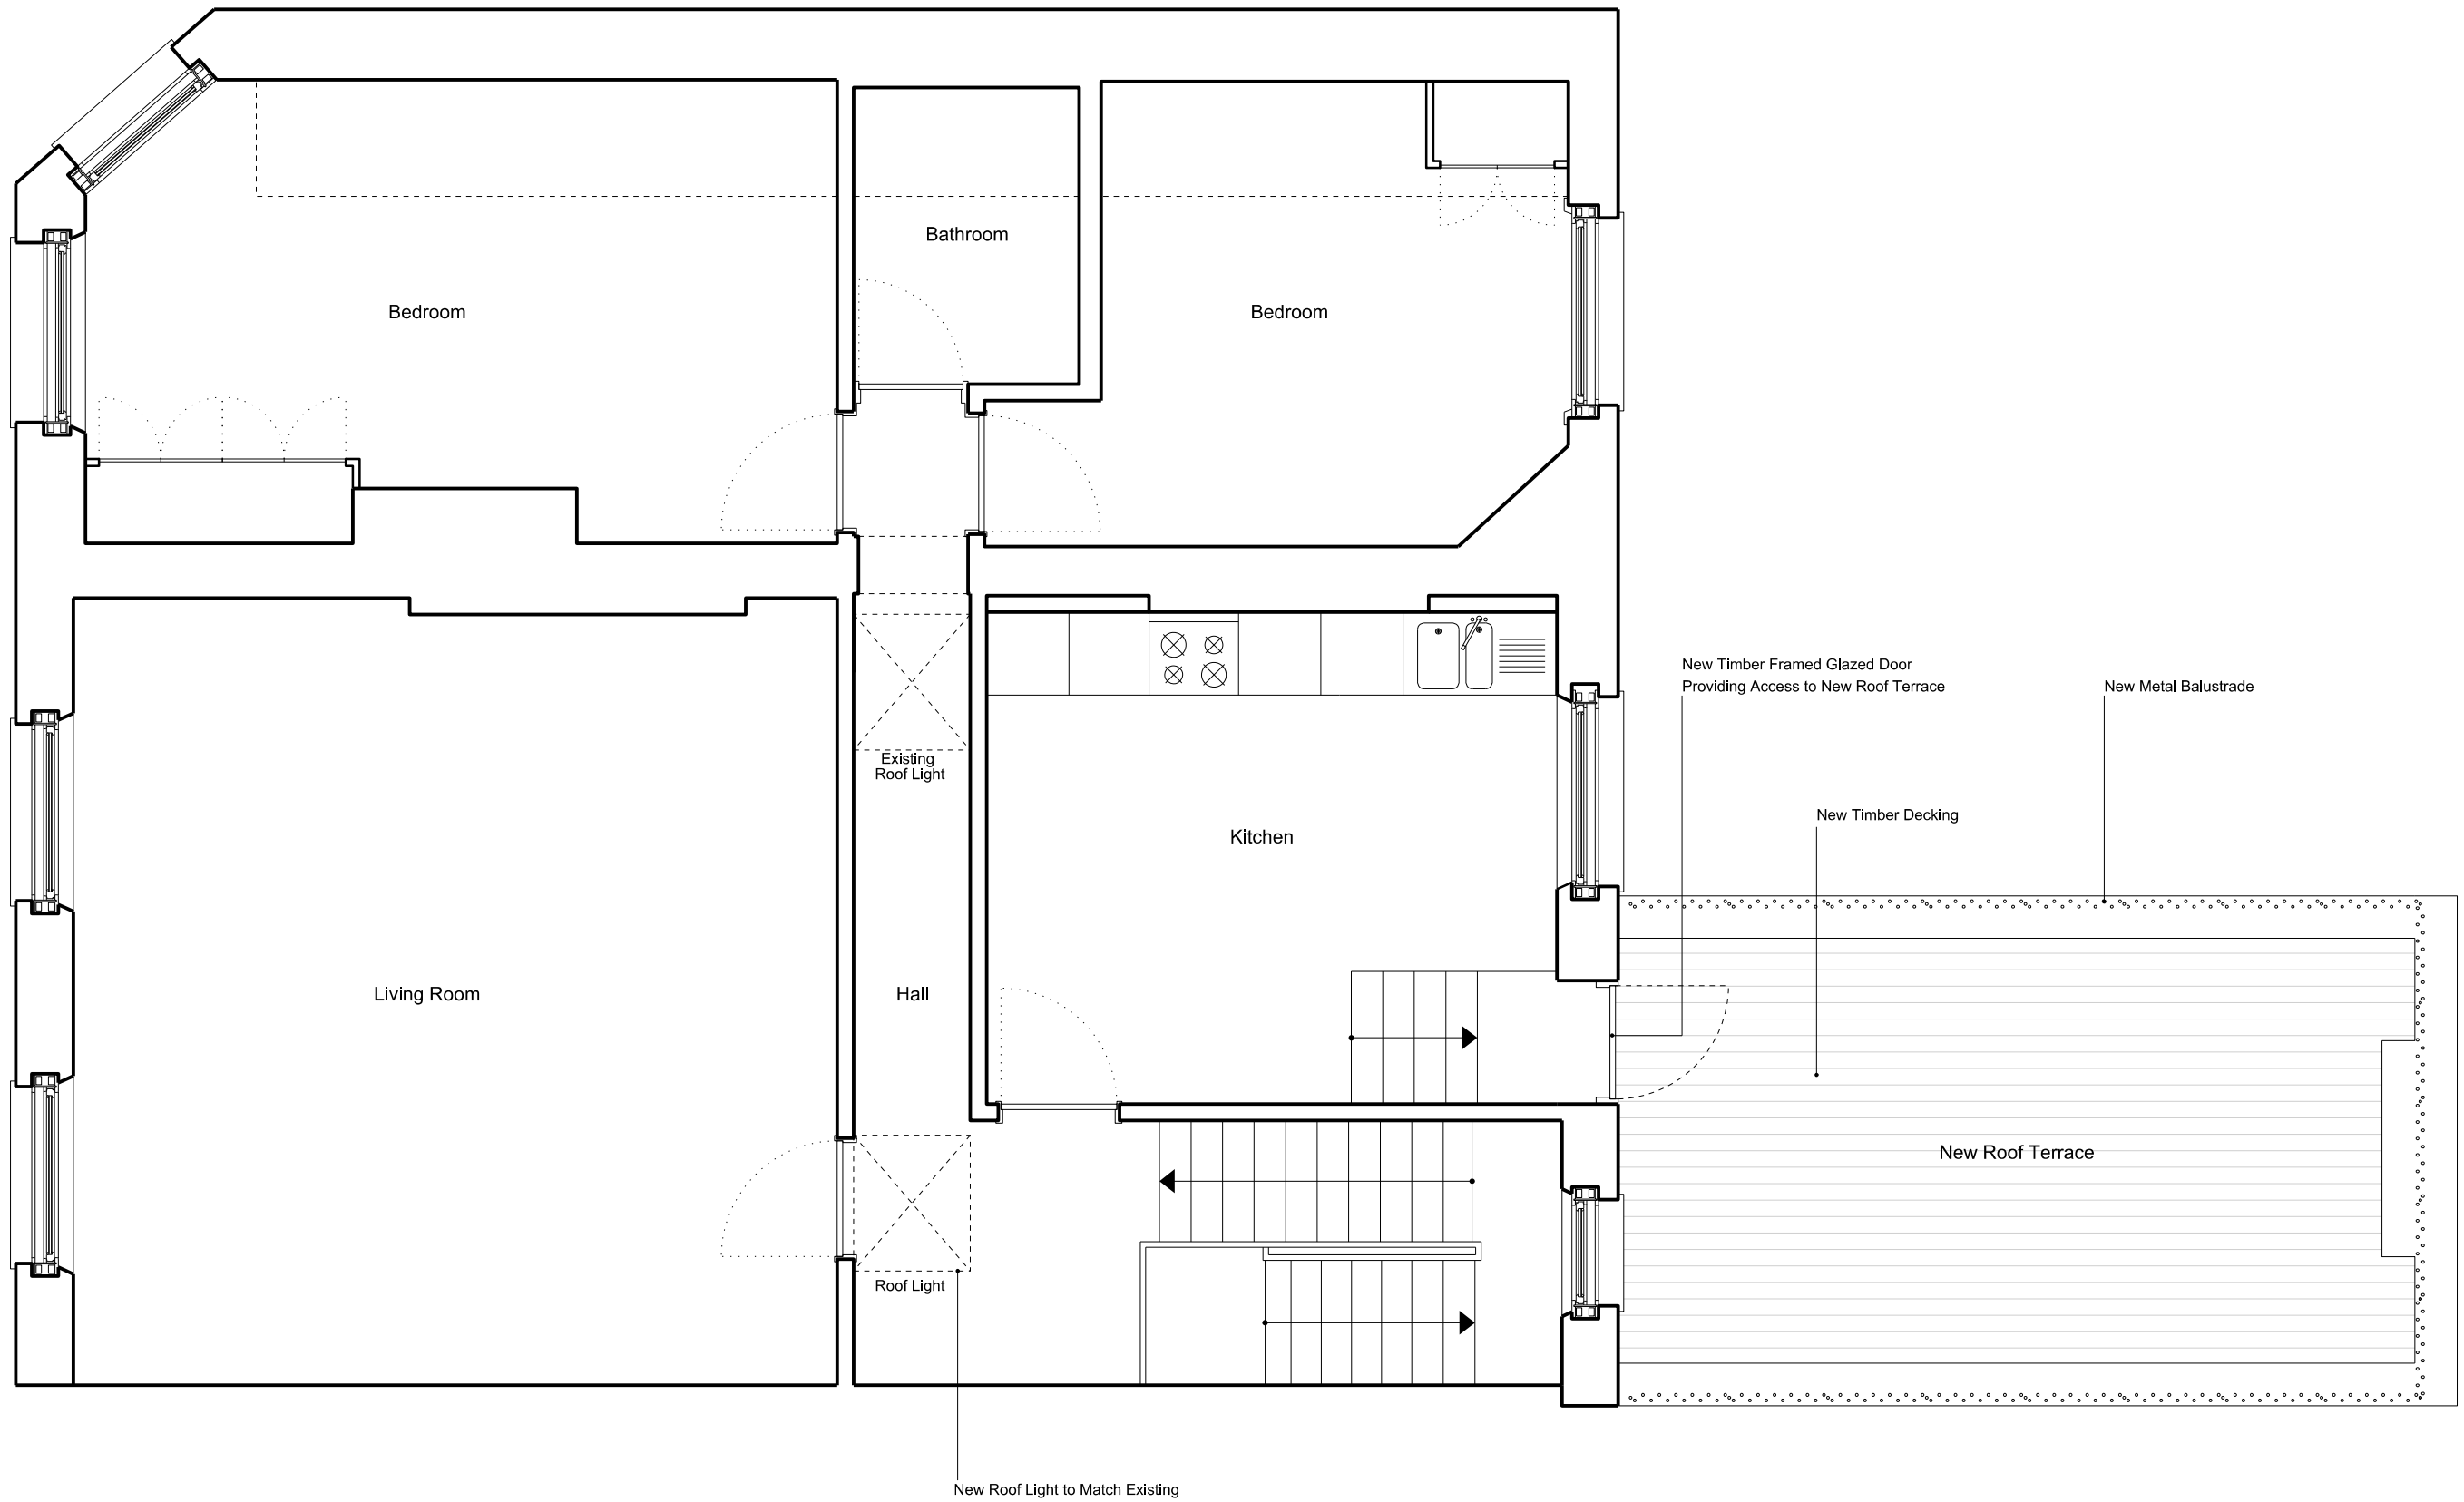 Bathroom
Bedroom
Bedroom
New Timber Framed Glazed Door
Providing Access to New Roof Terrace
New Metal Balustrade
Existing
Roof Light
New Timber Decking
Kitchen
Living Room
Hall
New Roof Terrace
Roof Light
New Roof Light to Match Existing